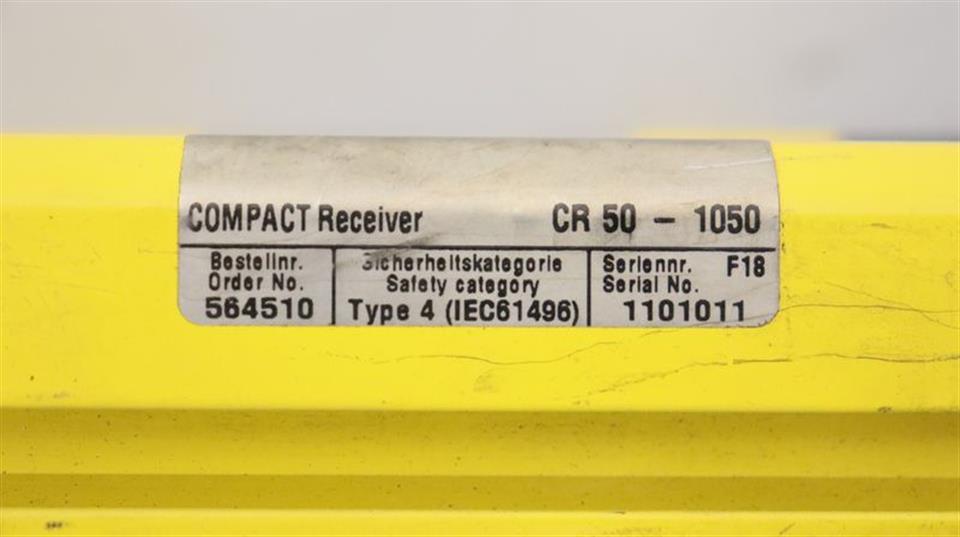 COMPACT Receiver CR 50 - 1050
Bestellnr. Sicherheitskategorie Seriennr. F18
Order No. Safety category Serial No.
564510 Type 4 (IEC61496) 1101011